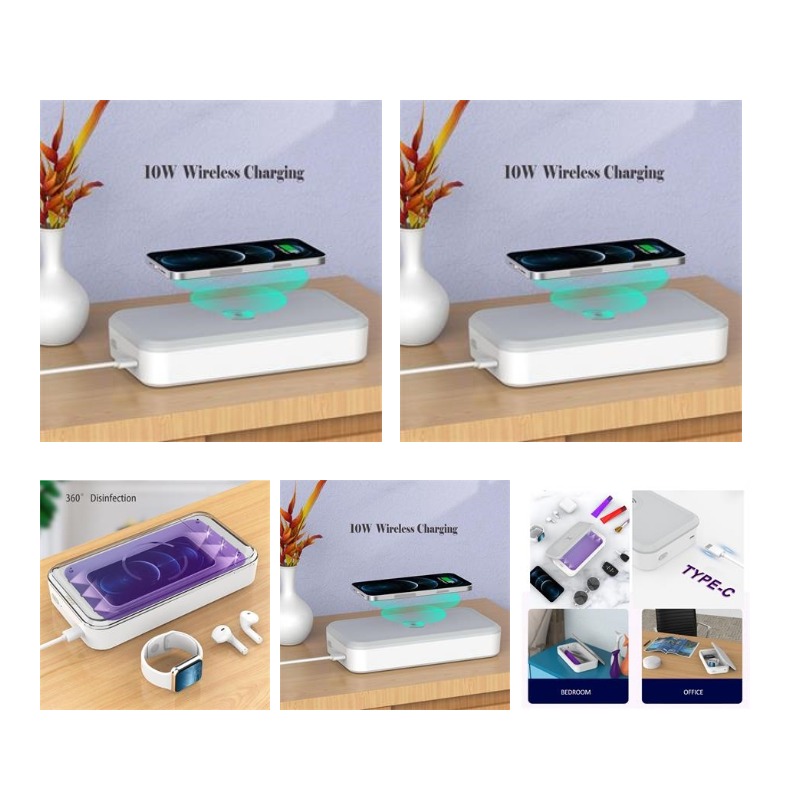 10W Wireless Charging
10W Wireless Charging
360° Disinfection
10W Wireless Charging
TYPE-C
BEDROOM
OFFICE